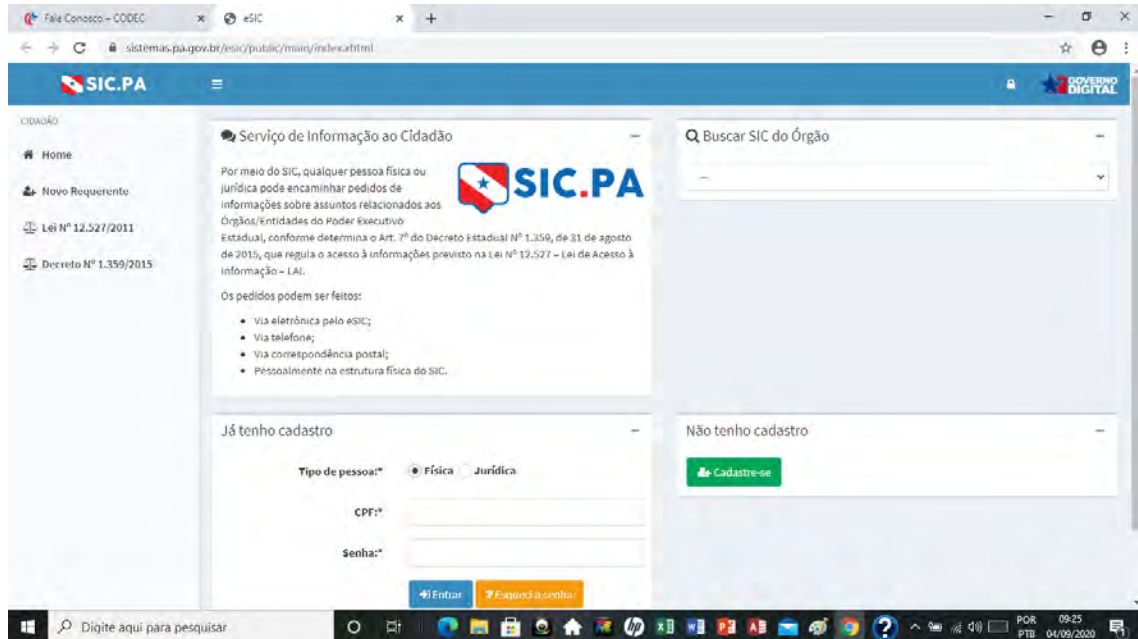 Fale Conosco – CODEC
eSIC
sistemas.pa.gov.br/esic/public/main/index.xhtml
SIC.PA
GOVERNO
DIGITAL
CIDADÃO
Home
Novo Requerente
Lei Nº 12.527/2011
Decreto Nº 1.359/2015
Serviço de Informação ao Cidadão
SIC.PA
Por meio do SIC, qualquer pessoa física ou
jurídica pode encaminhar pedidos de
informações sobre assuntos relacionados aos
Órgãos/Entidades do Poder Executivo
Estadual, conforme determina o Art. 7º do Decreto Estadual Nº 1.359, de 31 de agosto
de 2015, que regula o acesso à informações previsto na Lei Nº 12.527 – Lei de Acesso à
Informação – LAI.
Os pedidos podem ser feitos:
Via eletrônica pelo eSIC;
Via telefone;
Via correspondência postal;
Pessoalmente na estrutura física do SIC.
Buscar SIC do Órgão
Já tenho cadastro
Tipo de pessoa:* Física Jurídica
CPF:*
Senha:*
Entrar Esqueci a senha
Não tenho cadastro
Cadastre-se
Digite aqui para pesquisar
POR 09:25
PTB 04/09/2020